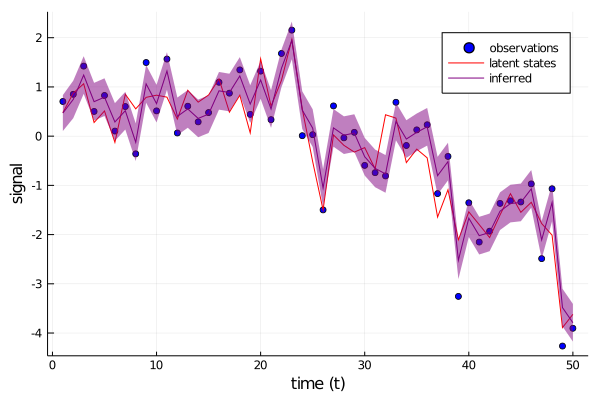 observations
latent states
inferred
2
1
0
-1
-2
-3
-4
signal
0 10 20 30 40 50
time (t)